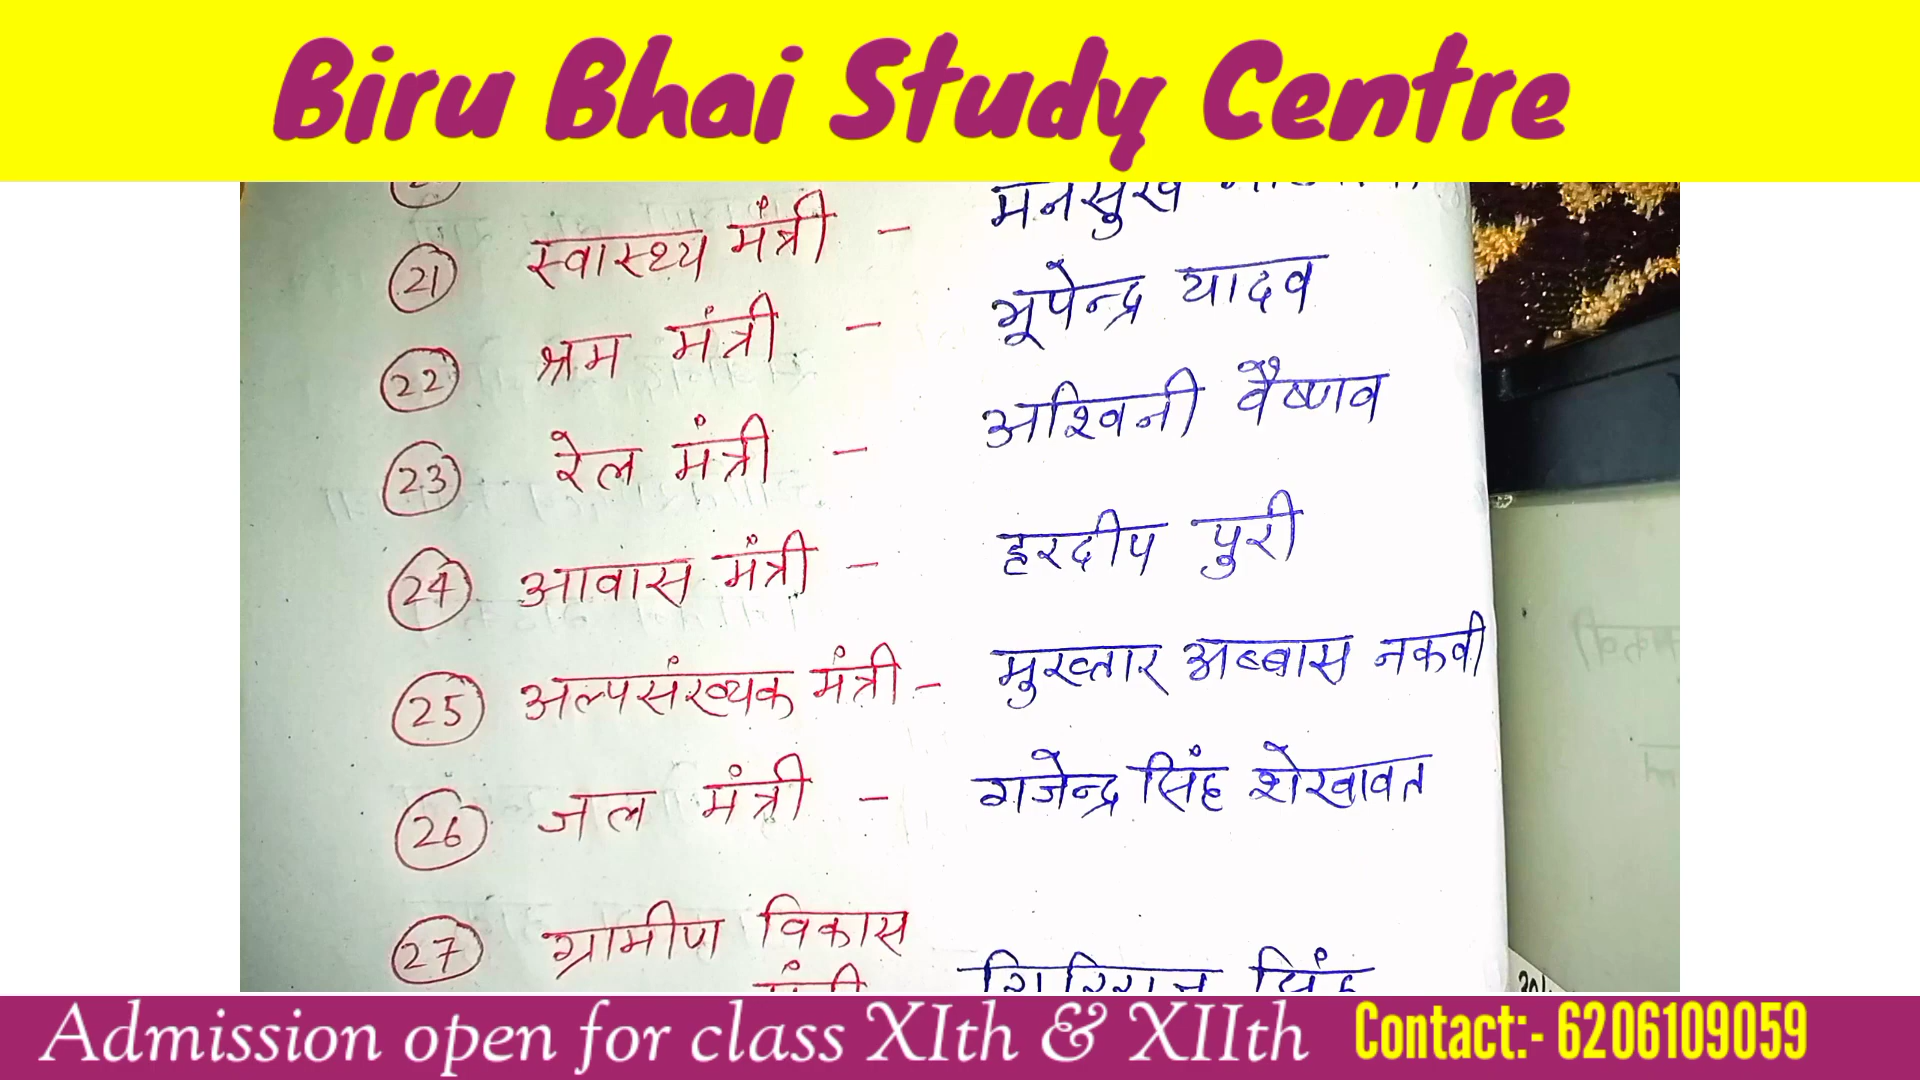 Biru Bhai Study Centre
21 स्वास्थ्य मंत्री - मनसुख
22 श्रम मंत्री - भूपेन्द्र यादव
23 रेल मंत्री - अश्विनी वैष्णव
24 आवास मंत्री - हरदीप पुरी
25 अल्पसंख्यक मंत्री - मुख्तार अब्बास नकवी
26 जल मंत्री - गजेन्द्र सिंह शेखावत
27 ग्रामीण विकास
मंत्री सिंह
Admission open for class XIth & XIIth Contact:- 6206109059